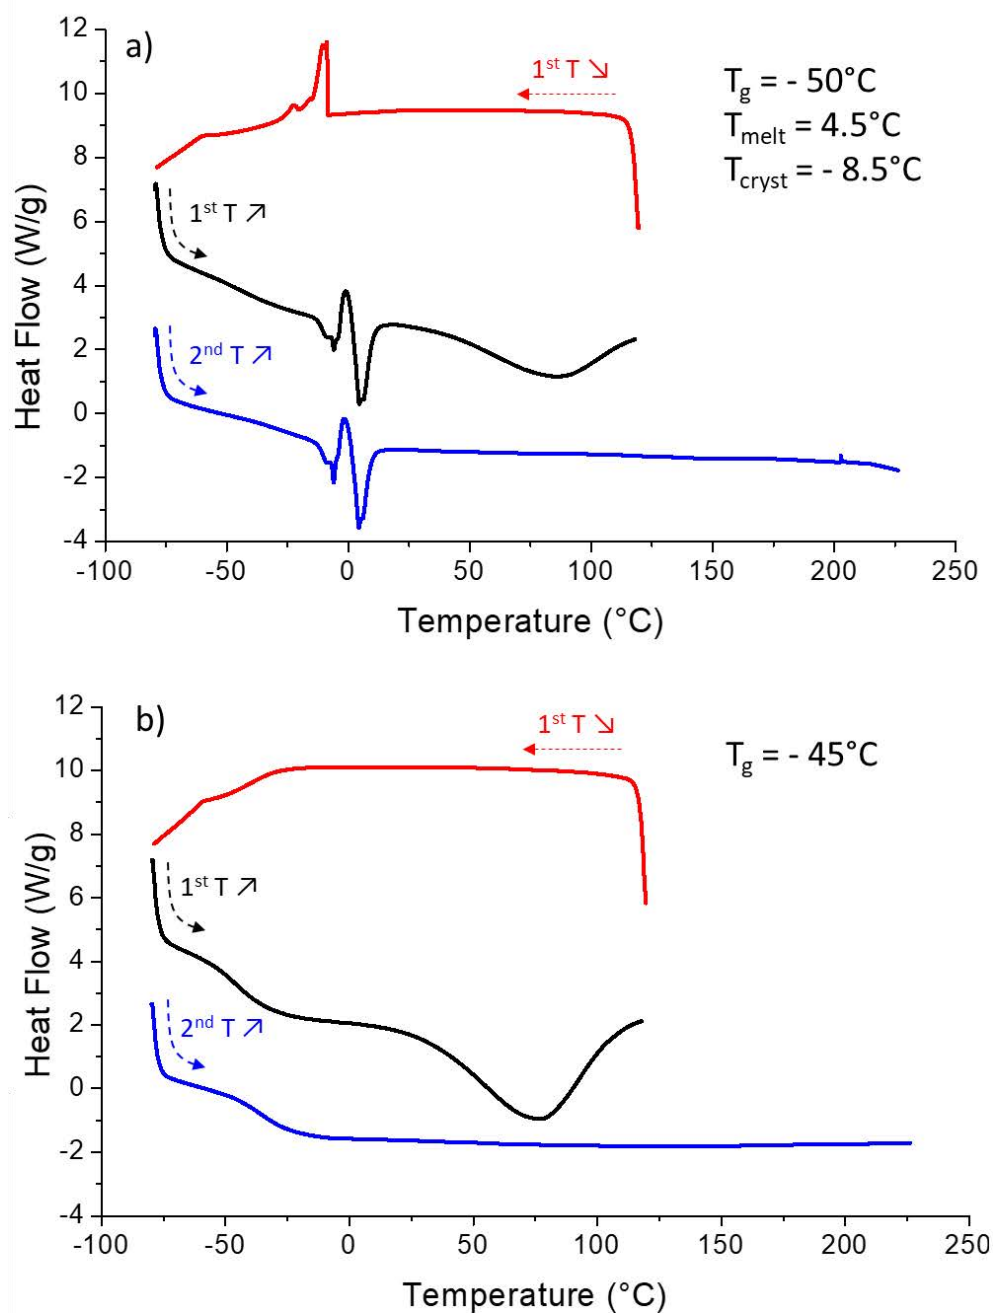 a)
1st T ↘
Tg = - 50°C
Tmelt = 4.5°C
Tcryst = - 8.5°C
1st T ↗
2nd T ↗
12
10
8
6
4
2
0
-2
-4
Heat Flow (W/g)
-100 -50 0 50 100 150 200 250
Temperature (°C)
b)
1st T ↘
Tg = - 45°C
1st T ↗
2nd T ↗
12
10
8
6
4
2
0
-2
-4
Heat Flow (W/g)
-100 -50 0 50 100 150 200 250
Temperature (°C)